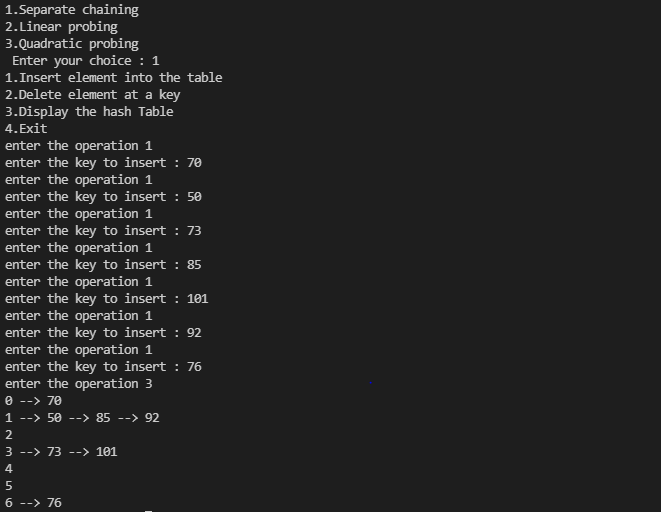 1.Separate chaining
2.Linear probing
3.Quadratic probing
Enter your choice : 1
1.Insert element into the table
2.Delete element at a key
3.Display the hash Table
4.Exit
enter the operation 1
enter the key to insert : 70
enter the operation 1
enter the key to insert : 50
enter the operation 1
enter the key to insert : 73
enter the operation 1
enter the key to insert : 85
enter the operation 1
enter the key to insert : 101
enter the operation 1
enter the key to insert : 92
enter the operation 1
enter the key to insert : 76
enter the operation 3
0 --> 70
1 --> 50 --> 85 --> 92
2
3 --> 73 --> 101
4
5
6 --> 76